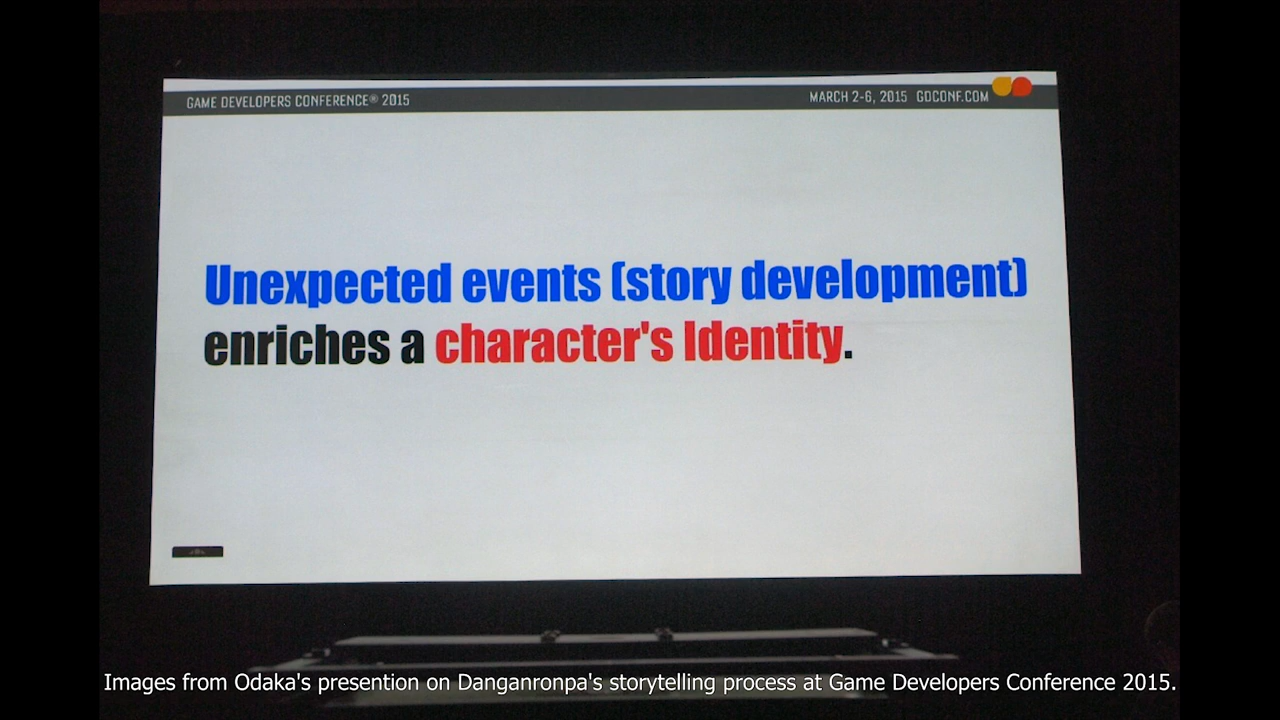 GAME DEVELOPERS CONFERENCE® 2015
MARCH 2-6, 2015 GDCONF.COM
Unexpected events (story development)
enriches a character's Identity.
Images from Odaka's presention on Danganronpa's storytelling process at Game Developers Conference 2015.